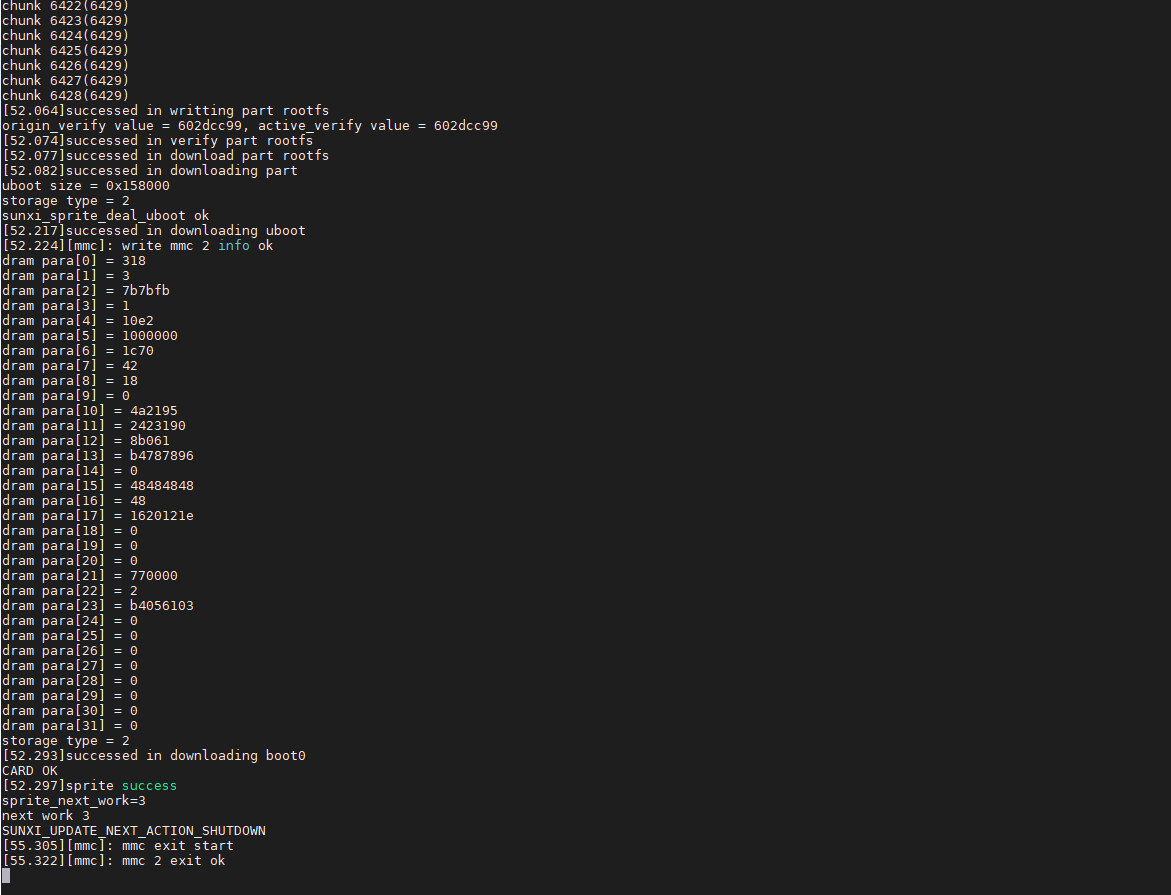 chunk 6422(6429)
chunk 6423(6429)
chunk 6424(6429)
chunk 6425(6429)
chunk 6426(6429)
chunk 6427(6429)
chunk 6428(6429)
[52.064]successed in writting part rootfs
origin_verify value = 602dcc99, active_verify value = 602dcc99
[52.074]successed in verify part rootfs
[52.077]successed in download part rootfs
[52.082]successed in downloading part
uboot size = 0x158000
storage type = 2
sunxi_sprite_deal_uboot ok
[52.217]successed in downloading uboot
[52.224][mmc]: write mmc 2 info ok
dram para[0] = 318
dram para[1] = 3
dram para[2] = 7b7bfb
dram para[3] = 1
dram para[4] = 10e2
dram para[5] = 1000000
dram para[6] = 1c70
dram para[7] = 42
dram para[8] = 18
dram para[9] = 0
dram para[10] = 4a2195
dram para[11] = 2423190
dram para[12] = 8b061
dram para[13] = b4787896
dram para[14] = 0
dram para[15] = 48484848
dram para[16] = 48
dram para[17] = 1620121e
dram para[18] = 0
dram para[19] = 0
dram para[20] = 0
dram para[21] = 770000
dram para[22] = 2
dram para[23] = b4056103
dram para[24] = 0
dram para[25] = 0
dram para[26] = 0
dram para[27] = 0
dram para[28] = 0
dram para[29] = 0
dram para[30] = 0
dram para[31] = 0
storage type = 2
[52.293]successed in downloading boot0
CARD OK
[52.297]sprite success
sprite_next_work=3
next work 3
SUNXI_UPDATE_NEXT_ACTION_SHUTDOWN
[55.305][mmc]: mmc exit start
[55.322][mmc]: mmc 2 exit ok